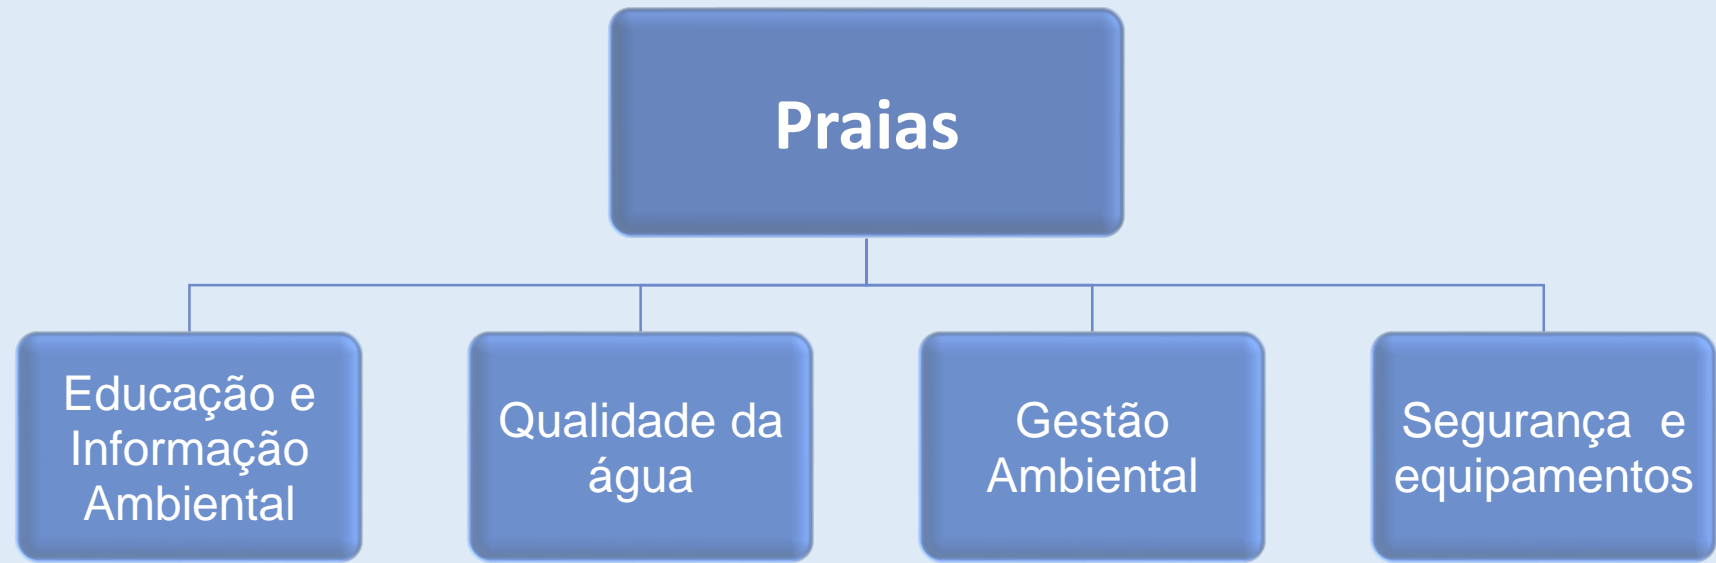 Praias
Educação e
Informação
Ambiental
Qualidade da
água
Gestão
Ambiental
Segurança  e
equipamentos